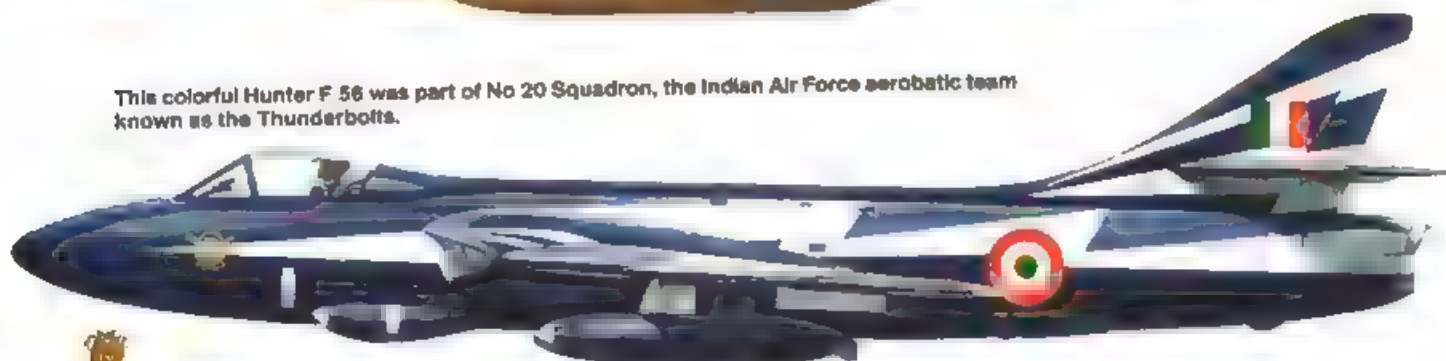 This colorful Hunter F 56 was part of No 20 Squadron, the Indian Air Force aerobatic team
known as the Thunderbolts.